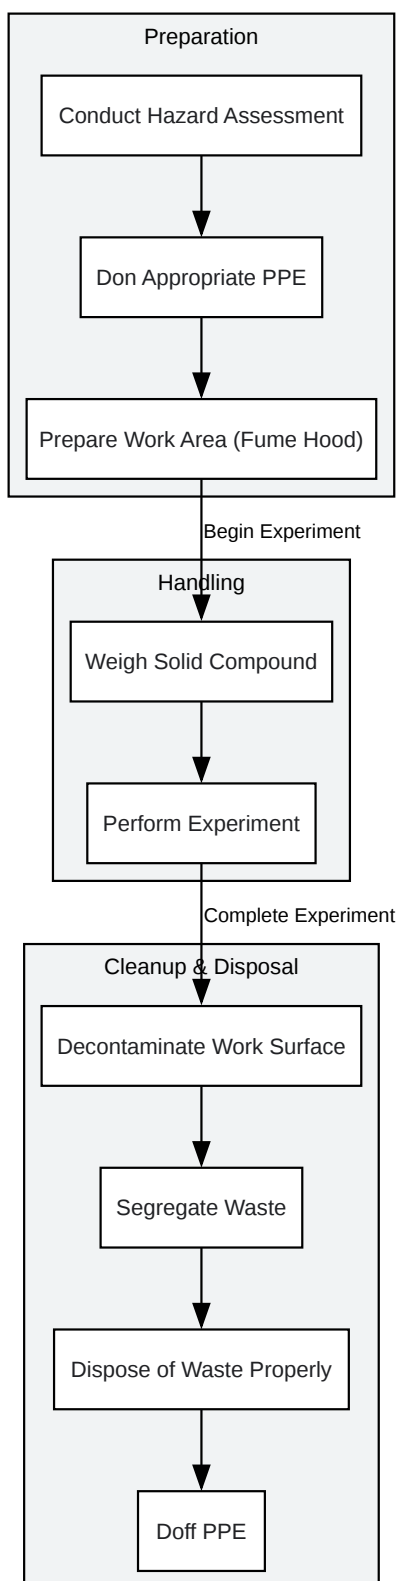 Preparation
Conduct Hazard Assessment
Don Appropriate PPE
Prepare Work Area (Fume Hood)
Begin Experiment
Handling
Weigh Solid Compound
Perform Experiment
Complete Experiment
Cleanup & Disposal
Decontaminate Work Surface
Segregate Waste
Dispose of Waste Properly
Doff PPE